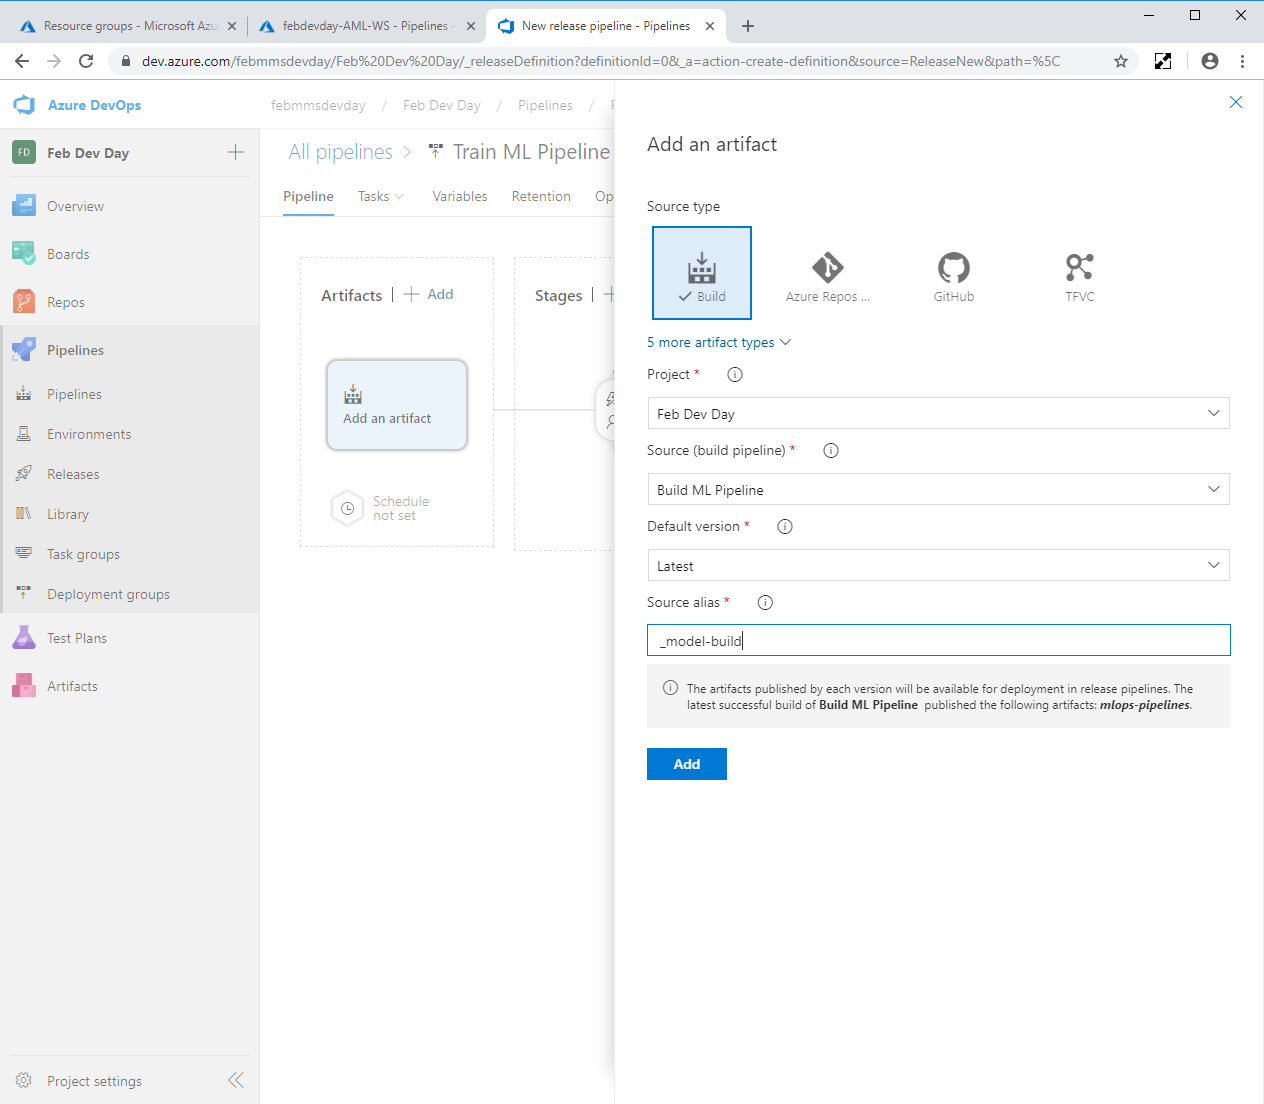 Resource groups - Microsoft Azu
febdevday-AML-WS - Pipelines -
New release pipeline - Pipelines
dev.azure.com/febmmsdevday/Feb%20Dev%20Day/_releaseDefinition?definitionId=0&_a=action-create-definition&source=ReleaseNew&path=%5C
Azure DevOps
febmmsdevday / Feb Dev Day / Pipelines /
FD Feb Dev Day
Overview
Boards
Repos
Pipelines
Pipelines
Environments
Releases
Library
Task groups
Deployment groups
Test Plans
Artifacts
Project settings
All pipelines > Train ML Pipeline
Pipeline Tasks Variables Retention Op
Artifacts | + Add
Stages | +
Add an artifact
Schedule
not set
Add an artifact
Source type
Build
Azure Repos ...
GitHub
TFVC
5 more artifact types
Project *
Feb Dev Day
Source (build pipeline) *
Build ML Pipeline
Default version *
Latest
Source alias *
_model-build
The artifacts published by each version will be available for deployment in release pipelines. The
latest successful build of Build ML Pipeline published the following artifacts: mlops-pipelines.
Add